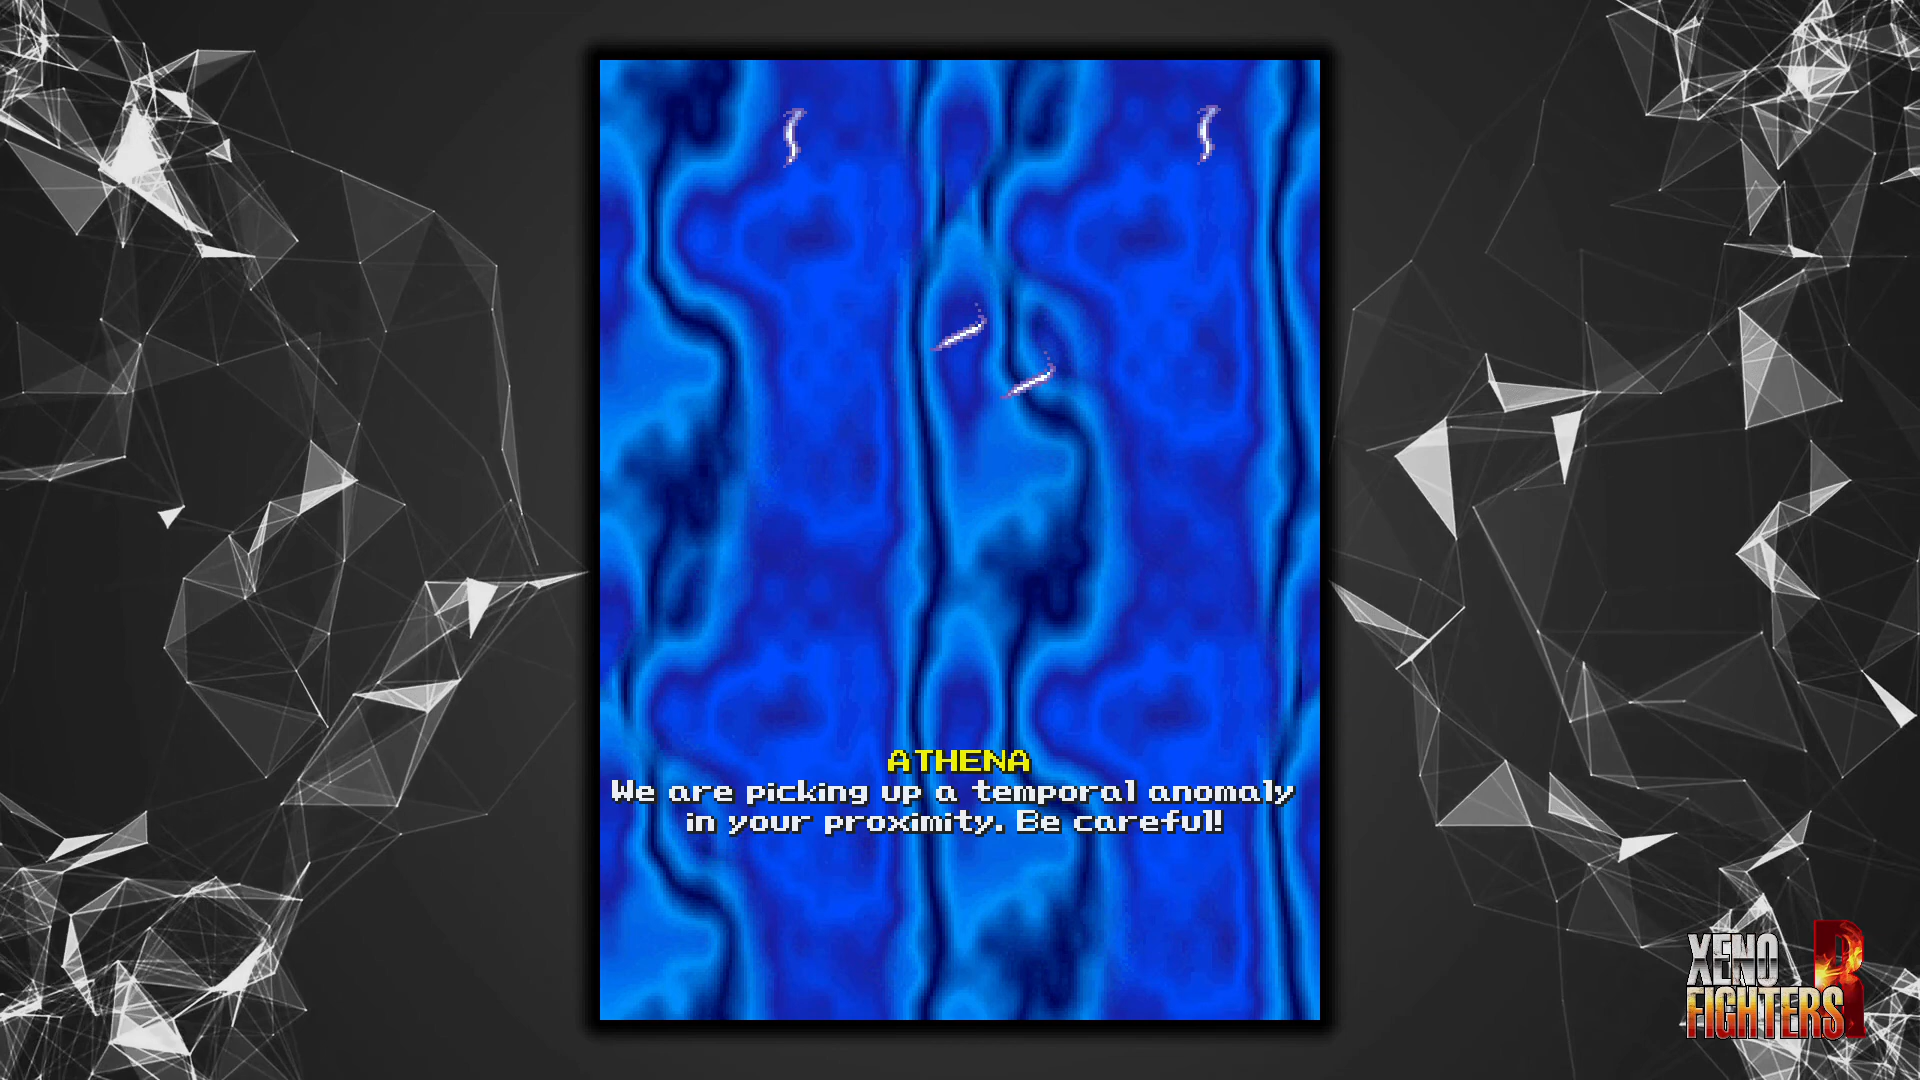 ATHENA
We are picking up a temporal anomaly
in your proximity. Be careful!
XENO
FIGHTERS R